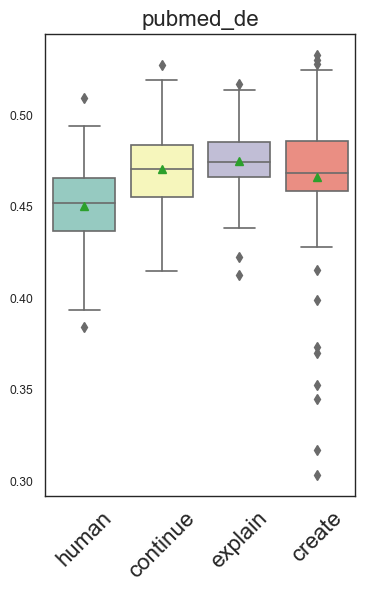 pubmed_de
0.50
0.45
0.40
0.35
0.30
human
continue
explain
create